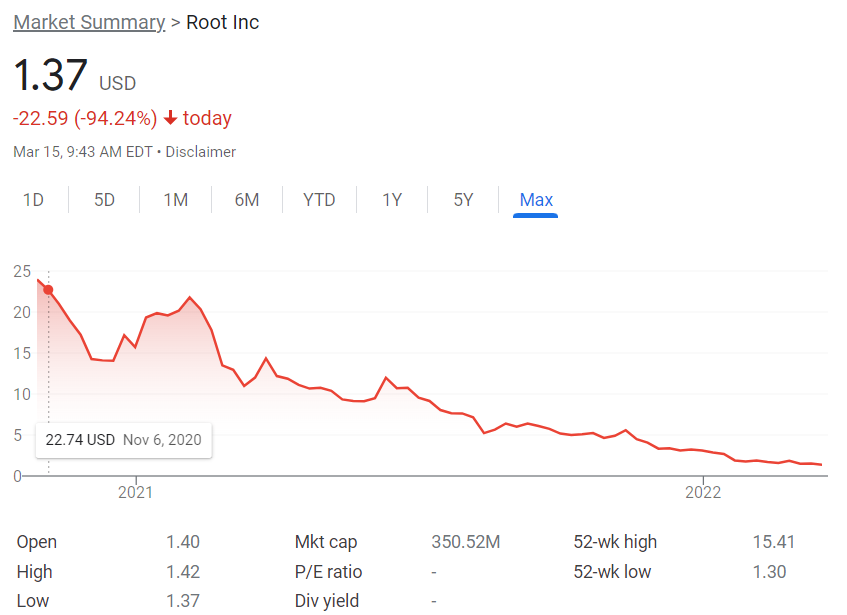 Market Summary > Root Inc
1.37 USD
-22.59 (-94.24%) ↓ today
Mar 15, 9:43 AM EDT • Disclaimer
1D 5D 1M 6M YTD 1Y 5Y Max
25
20
15
10
5
22.74 USD Nov 6, 2020
0
2021 2022
Open 1.40 Mkt cap 350.52M 52-wk high 15.41
High 1.42 P/E ratio - 52-wk low 1.30
Low 1.37 Div yield -